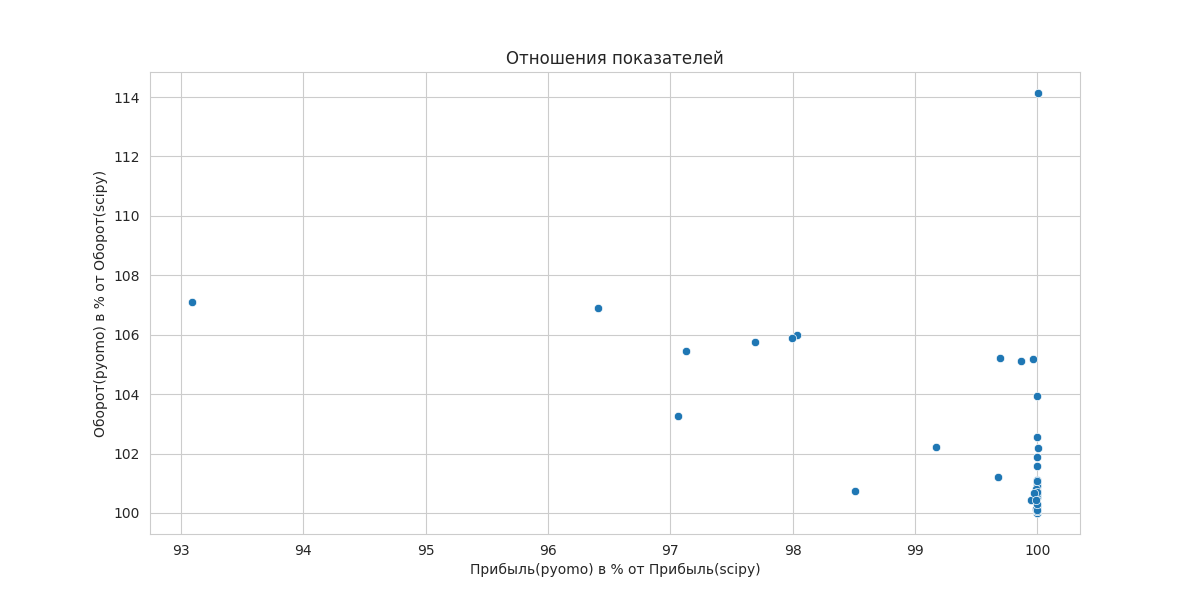 Отношения показателей
114
112
110
108
106
104
102
100
Оборот(pyomo) в % от Оборот(scipy)
93 94 95 96 97 98 99 100
Прибыль(pyomo) в % от Прибыль(scipy)